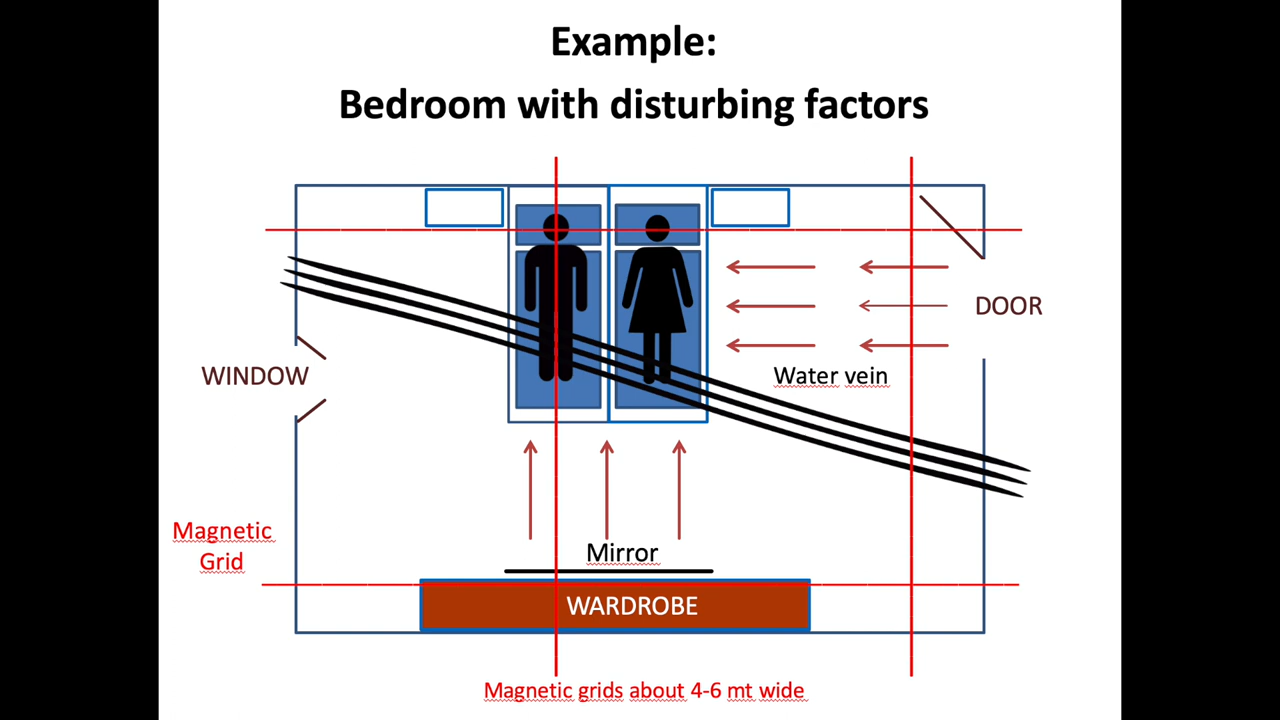 Example:
Bedroom with disturbing factors
DOOR
WINDOW
Water vein
Magnetic
Grid
Mirror
WARDROBE
Magnetic grids about 4-6 mt wide